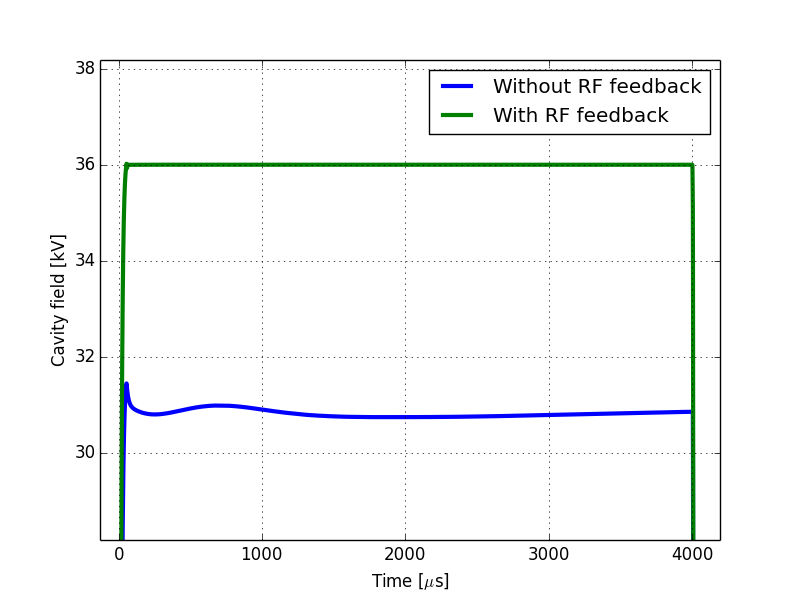 38
36
34
32
30
Cavity field [kV]
Without RF feedback
With RF feedback
0 1000 2000 3000 4000
Time [μs]